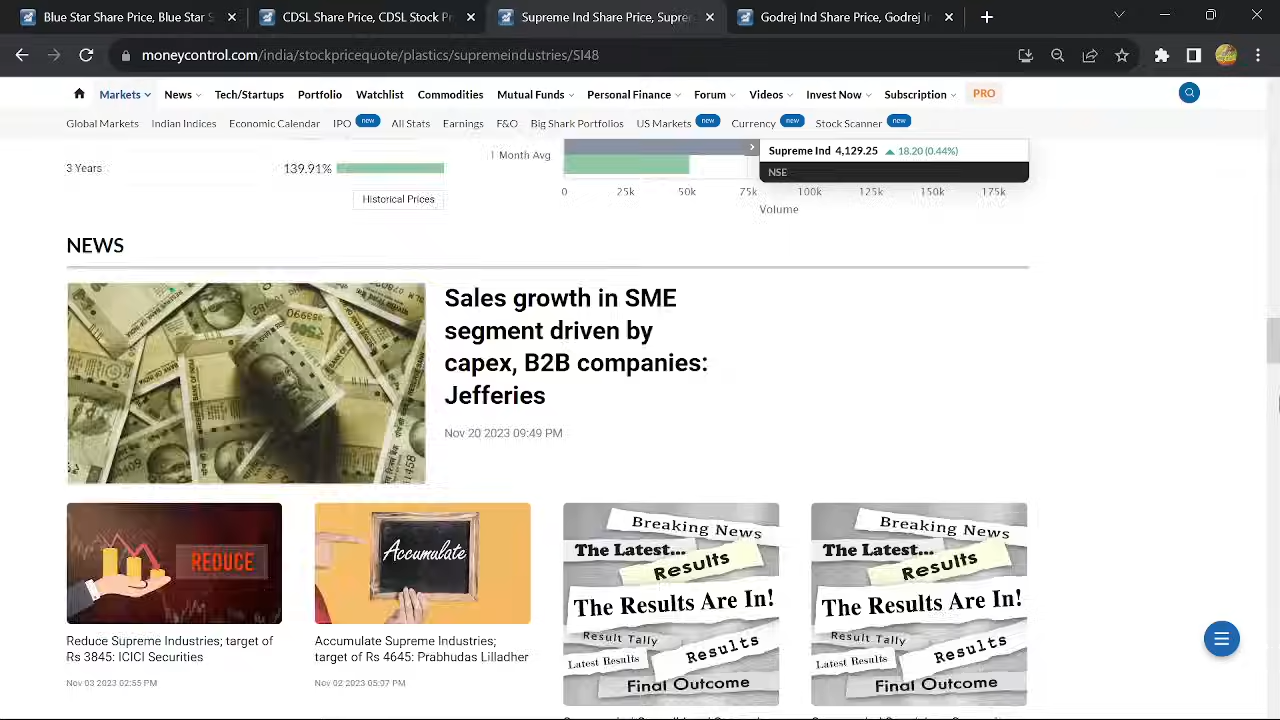 Blue Star Share Price, Blue Star S
CDSL Stock Price, CDSL Stock P
Supreme Ind Share Price, Supre
Godrej Ind Share Price, Godrej I
moneycontrol.com/india/stockpricequote/plastics/supremeindustries/SI48
Markets News Tech/Startups Portfolio Watchlist Commodities Mutual Funds Personal Finance Forum Videos Invest Now Subscription PRO
Global Markets Indian Indices Economic Calendar IPO new All Stats Earnings F&O Big Shark Portfolios US Markets new Currency new Stock Scanner new
3 Years 139.91%
Historical Prices
1 Month Avg
0 25k 50k 75k 100k 125k 150k 175k
Volume
Supreme Ind 4,129.25 18.20 (0.44%)
NSE
NEWS
Sales growth in SME
segment driven by
capex, B2B companies:
Jefferies
Nov 20 2023 09:49 PM
REDUCE
Reduce Supreme Industries; target of
Rs 3845: ICICI Securities
Nov 03 2023 02:55 PM
Accumulate
Accumulate Supreme Industries;
target of Rs 4645: Prabhudas Lilladher
Nov 02 2023 05:07 PM
Breaking News
The Latest...
Results
The Results Are In!
Result Tally
Latest Results
Results
Final Outcome
Breaking News
The Latest...
Results
The Results Are In!
Result Tally
Latest Results
Results
Final Outcome